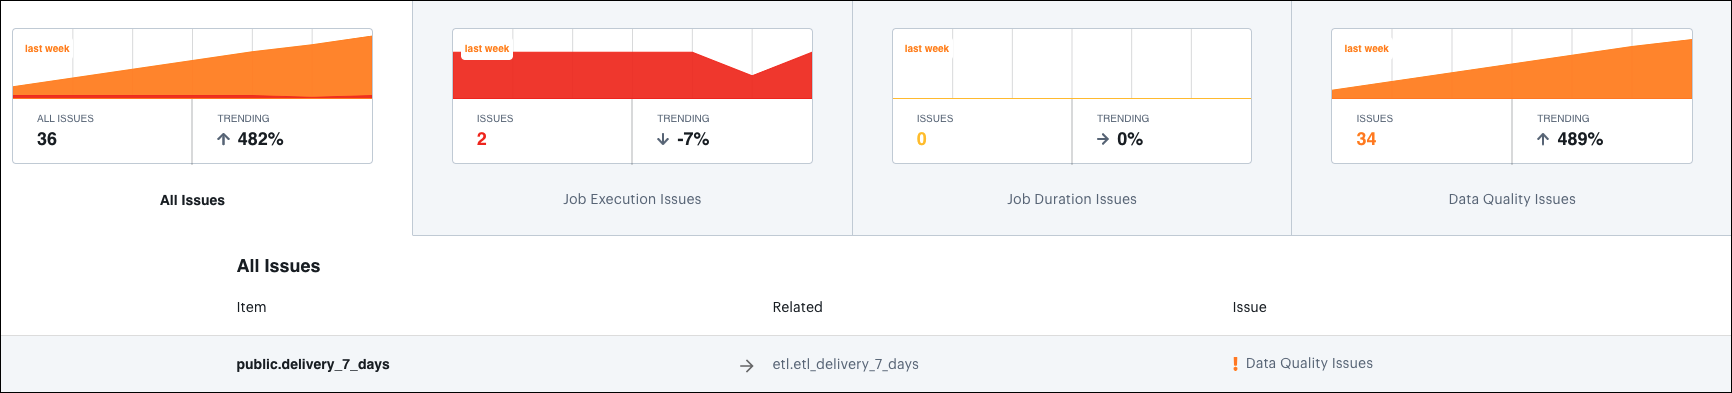 last week
ALL ISSUES
36
TRENDING
482%
All Issues
last week
ISSUES
2
TRENDING
-7%
Job Execution Issues
last week
ISSUES
0
TRENDING
0%
Job Duration Issues
last week
ISSUES
34
TRENDING
489%
Data Quality Issues
All Issues
Item Related Issue
public.delivery_7_days etl.etl_delivery_7_days Data Quality Issues